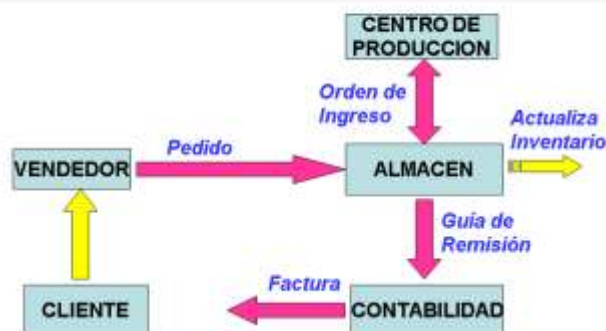 CENTRO DE
PRODUCCION
Orden de
Ingreso
Actualiza
Inventario
Pedido
VENDEDOR
ALMACEN
Guía de
Remisión
Factura
CLIENTE
CONTABILIDAD